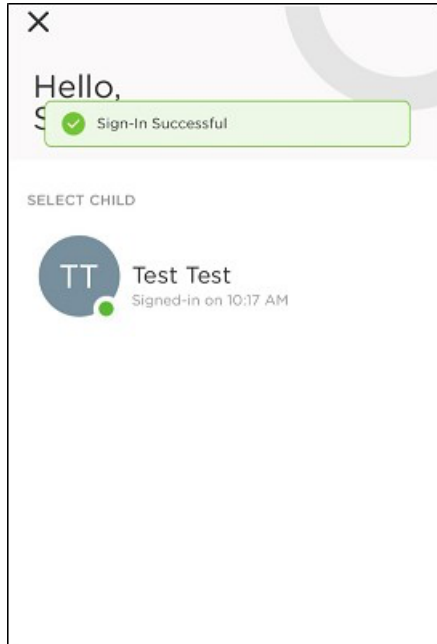 Hello,
Sign-In Successful
SELECT CHILD
TT
Test Test
Signed-in on 10:17 AM